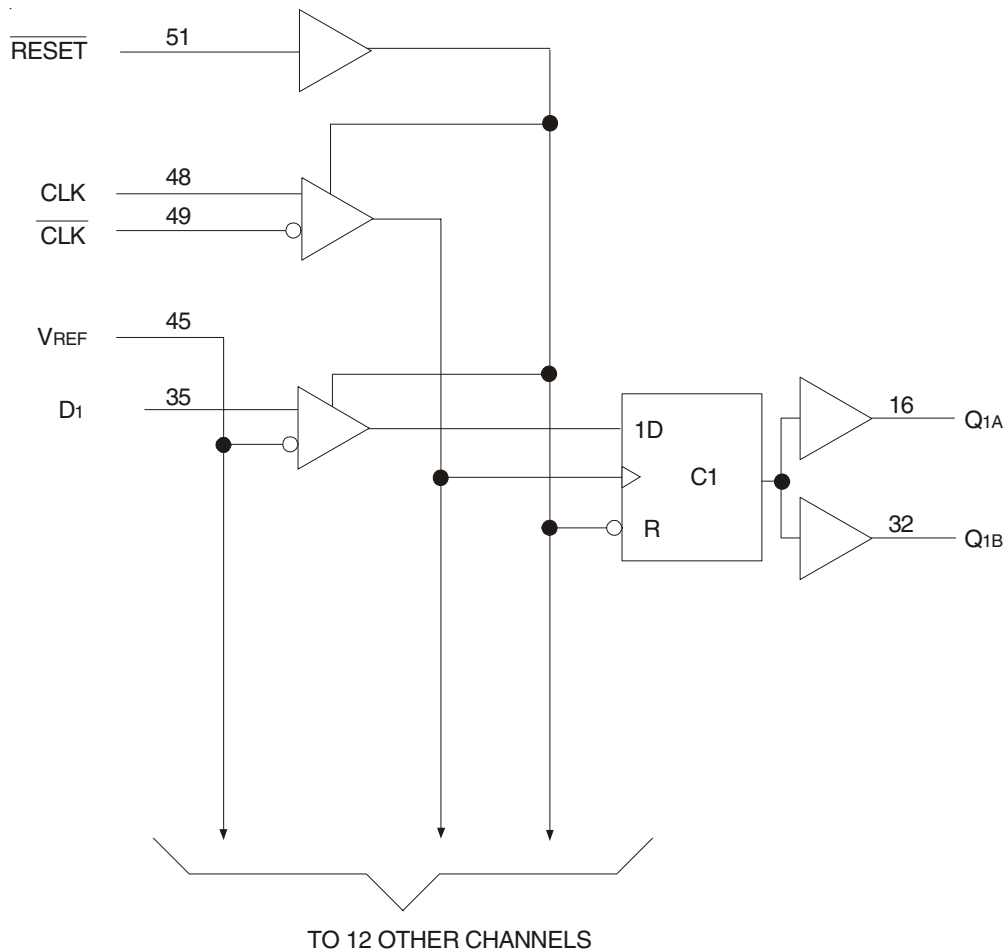 RESET 51
CLK 48
CLK 49
VREF 45
D1 35
1D
C1
R
16 Q1A
32 Q1B
TO 12 OTHER CHANNELS